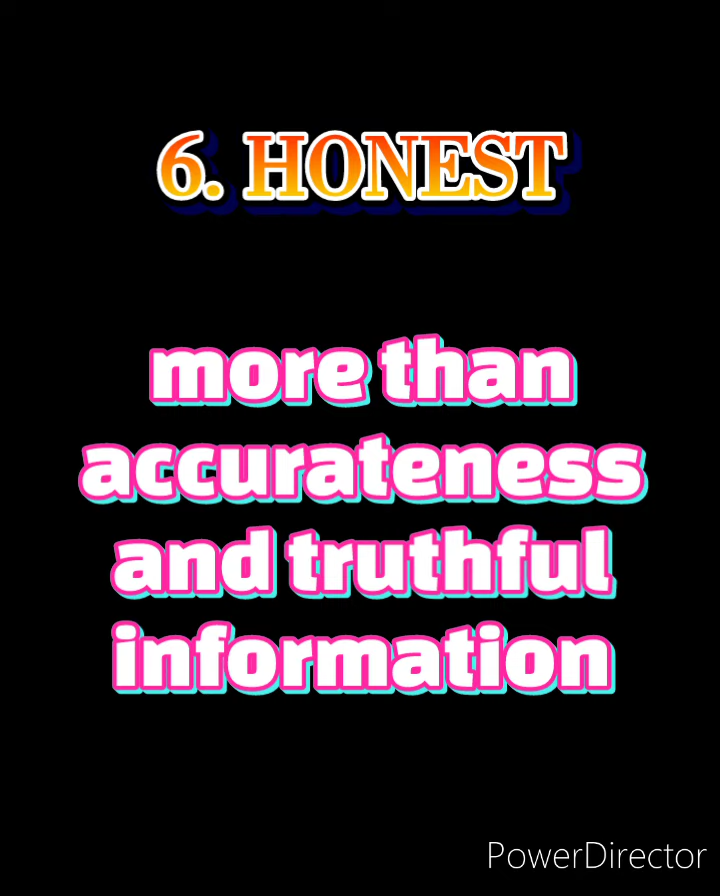 6. HONEST
more than
accurateness
and truthful
information
PowerDirector